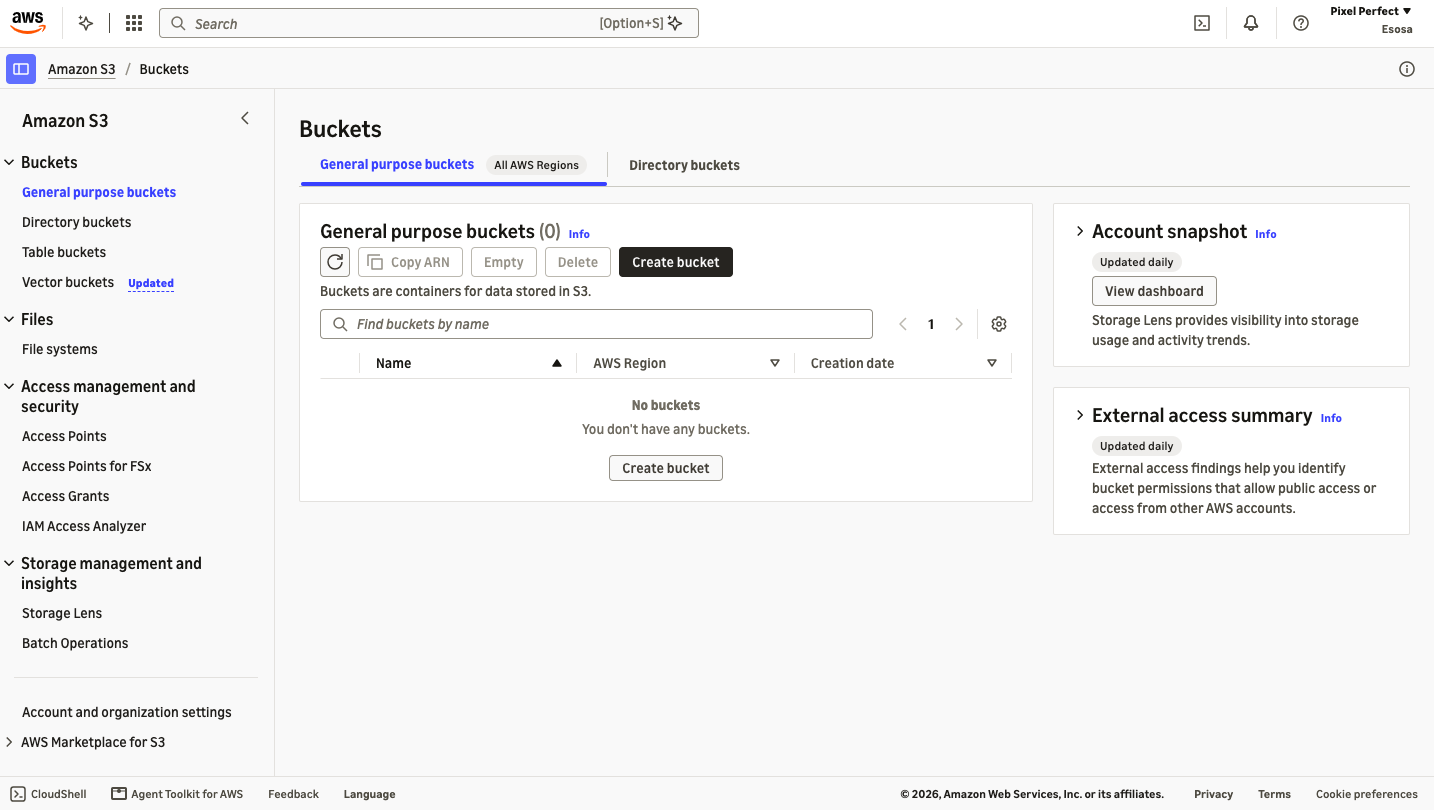 aws
Search
[Option+S]
Pixel Perfect
Esosa
Amazon S3 / Buckets
Amazon S3
Buckets
General purpose buckets
Directory buckets
Table buckets
Vector buckets Updated
Files
File systems
Access management and
security
Access Points
Access Points for FSx
Access Grants
IAM Access Analyzer
Storage management and
insights
Storage Lens
Batch Operations
Account and organization settings
AWS Marketplace for S3
Buckets
General purpose buckets All AWS Regions Directory buckets
General purpose buckets (0) Info
Copy ARN Empty Delete Create bucket
Buckets are containers for data stored in S3.
Find buckets by name
1
Name AWS Region Creation date
No buckets
You don't have any buckets.
Create bucket
Account snapshot Info
Updated daily
View dashboard
Storage Lens provides visibility into storage
usage and activity trends.
External access summary Info
Updated daily
External access findings help you identify
bucket permissions that allow public access or
access from other AWS accounts.
CloudShell Agent Toolkit for AWS Feedback Language © 2026, Amazon Web Services, Inc. or its affiliates. Privacy Terms Cookie preferences